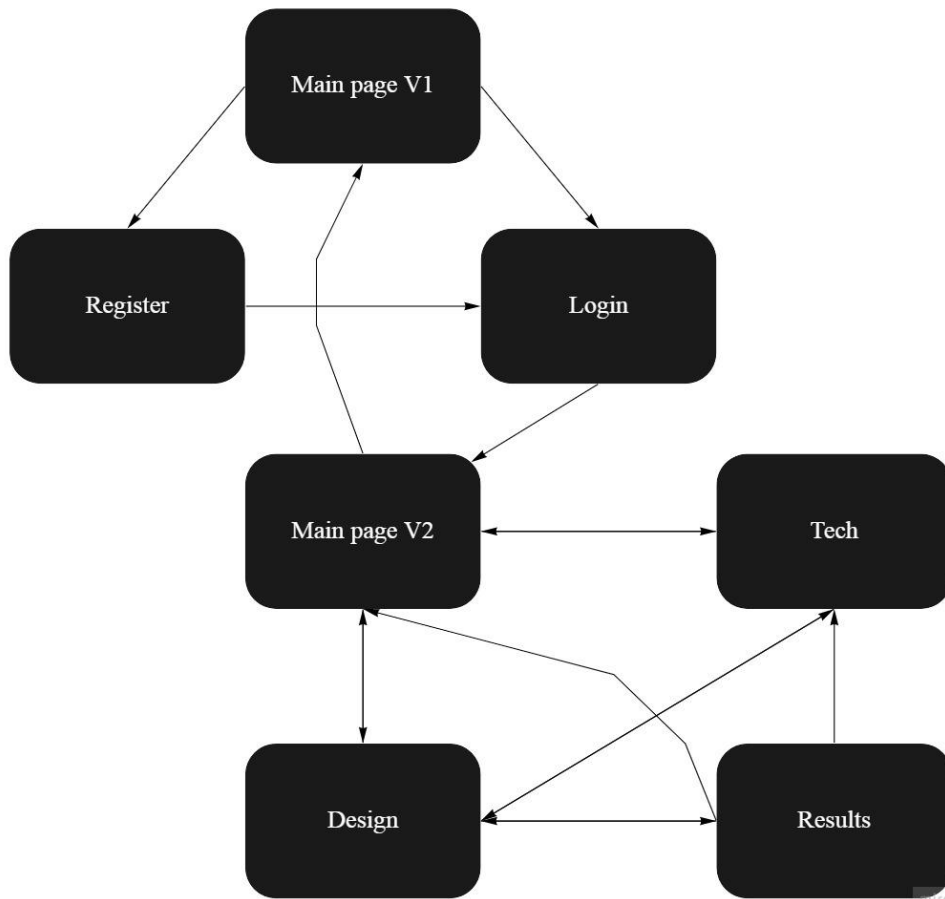 Main page V1
Register
Login
Main page V2
Tech
Design
Results